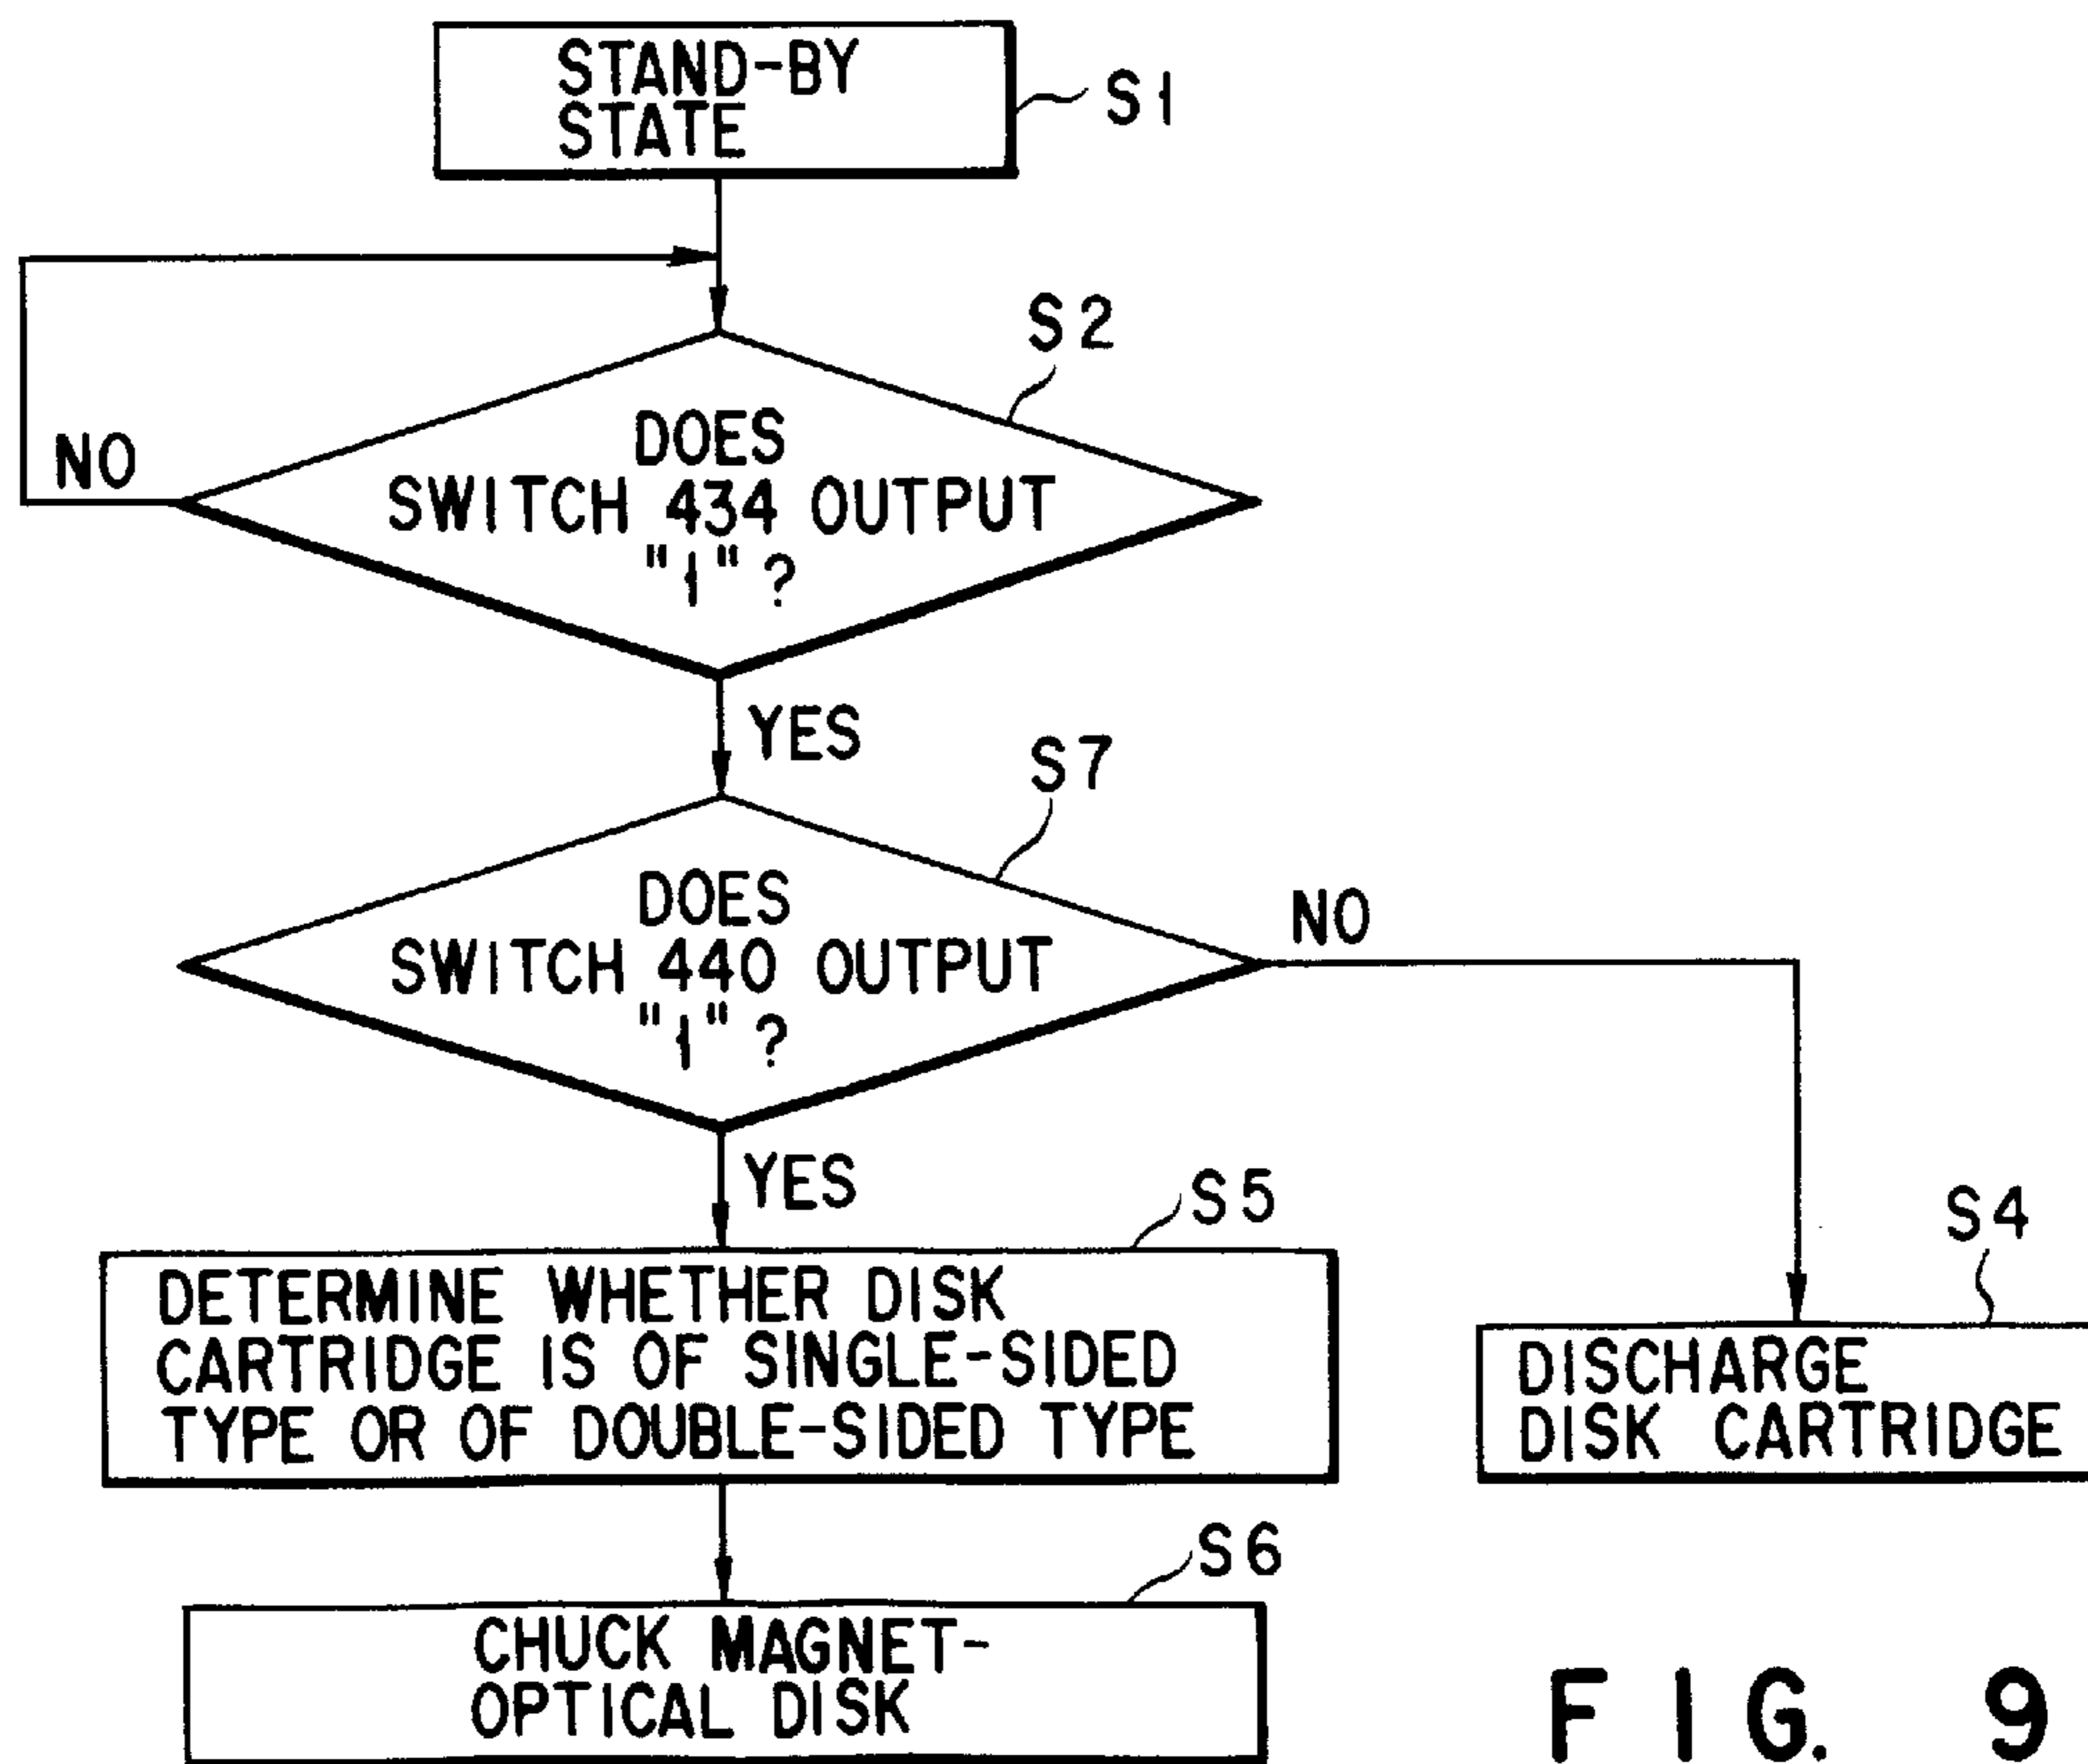 STAND-BY
STATE
S1
S2
NO
DOES
SWITCH 434 OUTPUT
"1"?
YES
S7
DOES
SWITCH 440 OUTPUT
"1"?
NO
YES
S5
DETERMINE WHETHER DISK
CARTRIDGE IS OF SINGLE-SIDED
TYPE OR OF DOUBLE-SIDED TYPE
S4
DISCHARGE
DISK CARTRIDGE
S6
CHUCK MAGNET-
OPTICAL DISK
FIG. 9